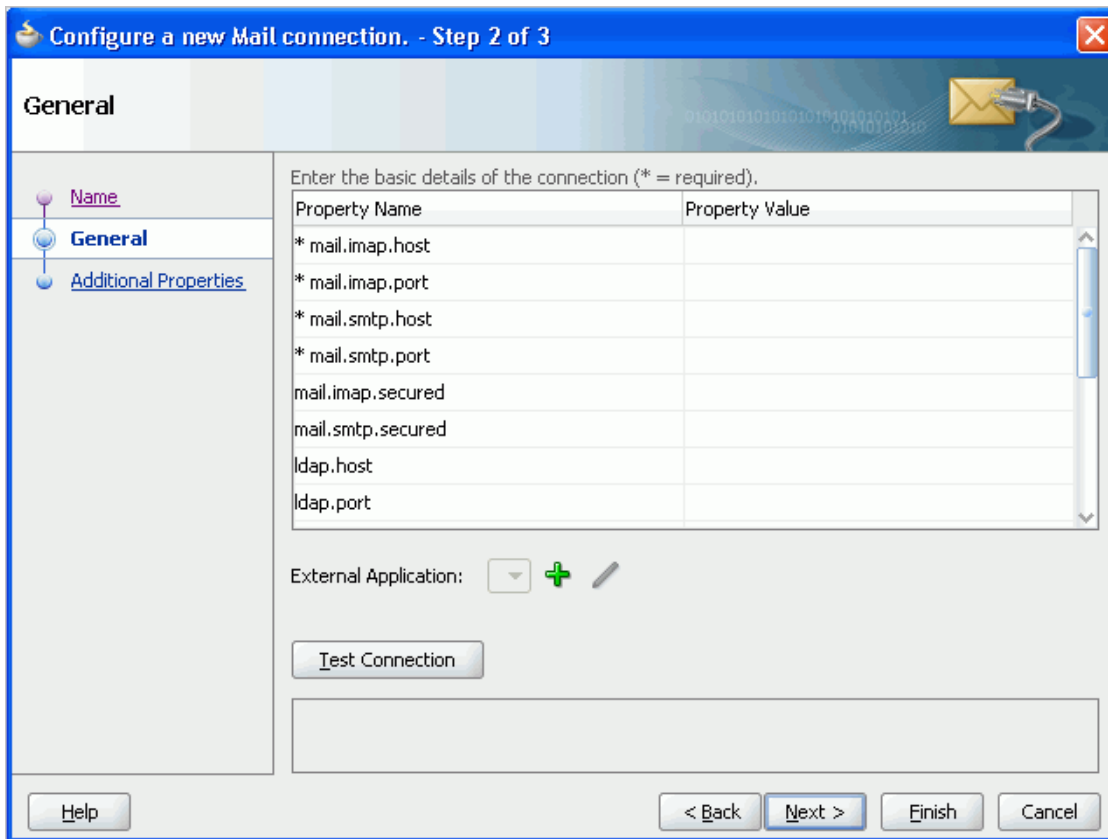 Configure a new Mail connection. - Step 2 of 3
General
01010101010101010101010101
01010101010
Name
General
Additional Properties
Enter the basic details of the connection (* = required).
Property Name Property Value
* mail.imap.host
* mail.imap.port
* mail.smtp.host
* mail.smtp.port
mail.imap.secured
mail.smtp.secured
ldap.host
ldap.port
External Application:
Test Connection
Help < Back Next > Finish Cancel